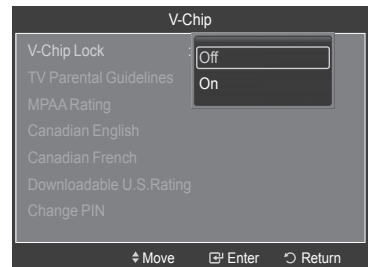 V-Chip
V-Chip Lock :
Off
On
TV Parental Guidelines
MPAA Rating
Canadian English
Canadian French
Downloadable U.S.Rating
Change PIN
Move Enter Return